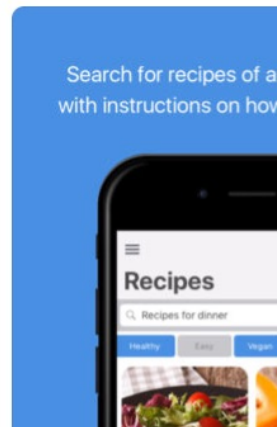 Search for recipes of a
with instructions on how
Recipes
Recipes for dinner
Healthy Easy Vegan